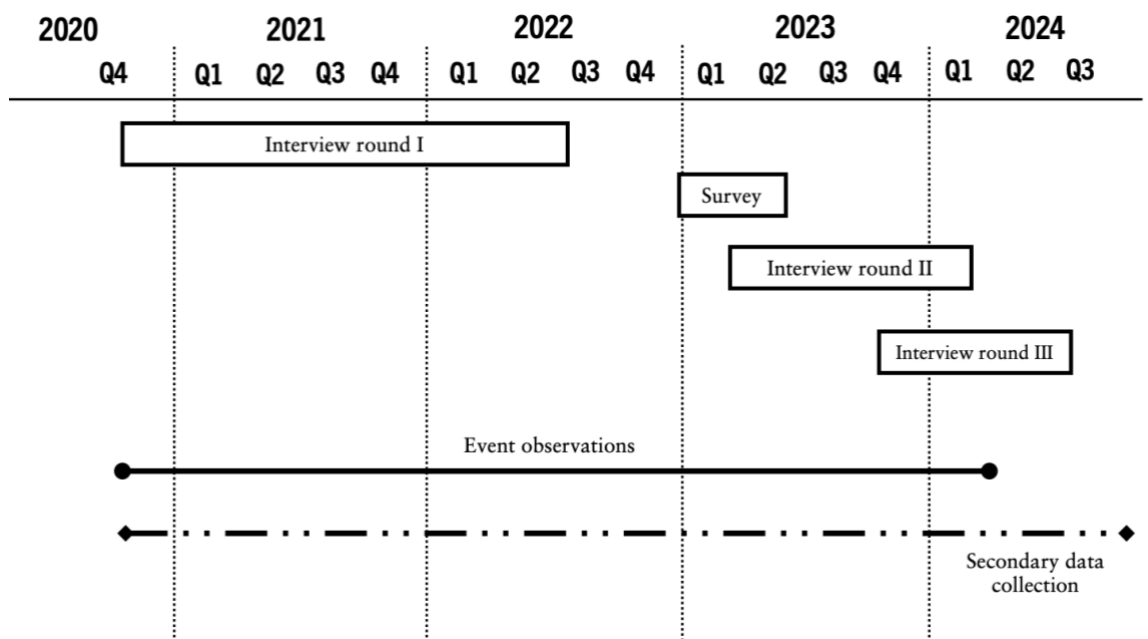 2020 2021 2022 2023 2024
Q4 Q1 Q2 Q3 Q4 Q1 Q2 Q3 Q4 Q1 Q2 Q3 Q4 Q1 Q2 Q3
Interview round I
Survey
Interview round II
Interview round III
Event observations
Secondary data
collection